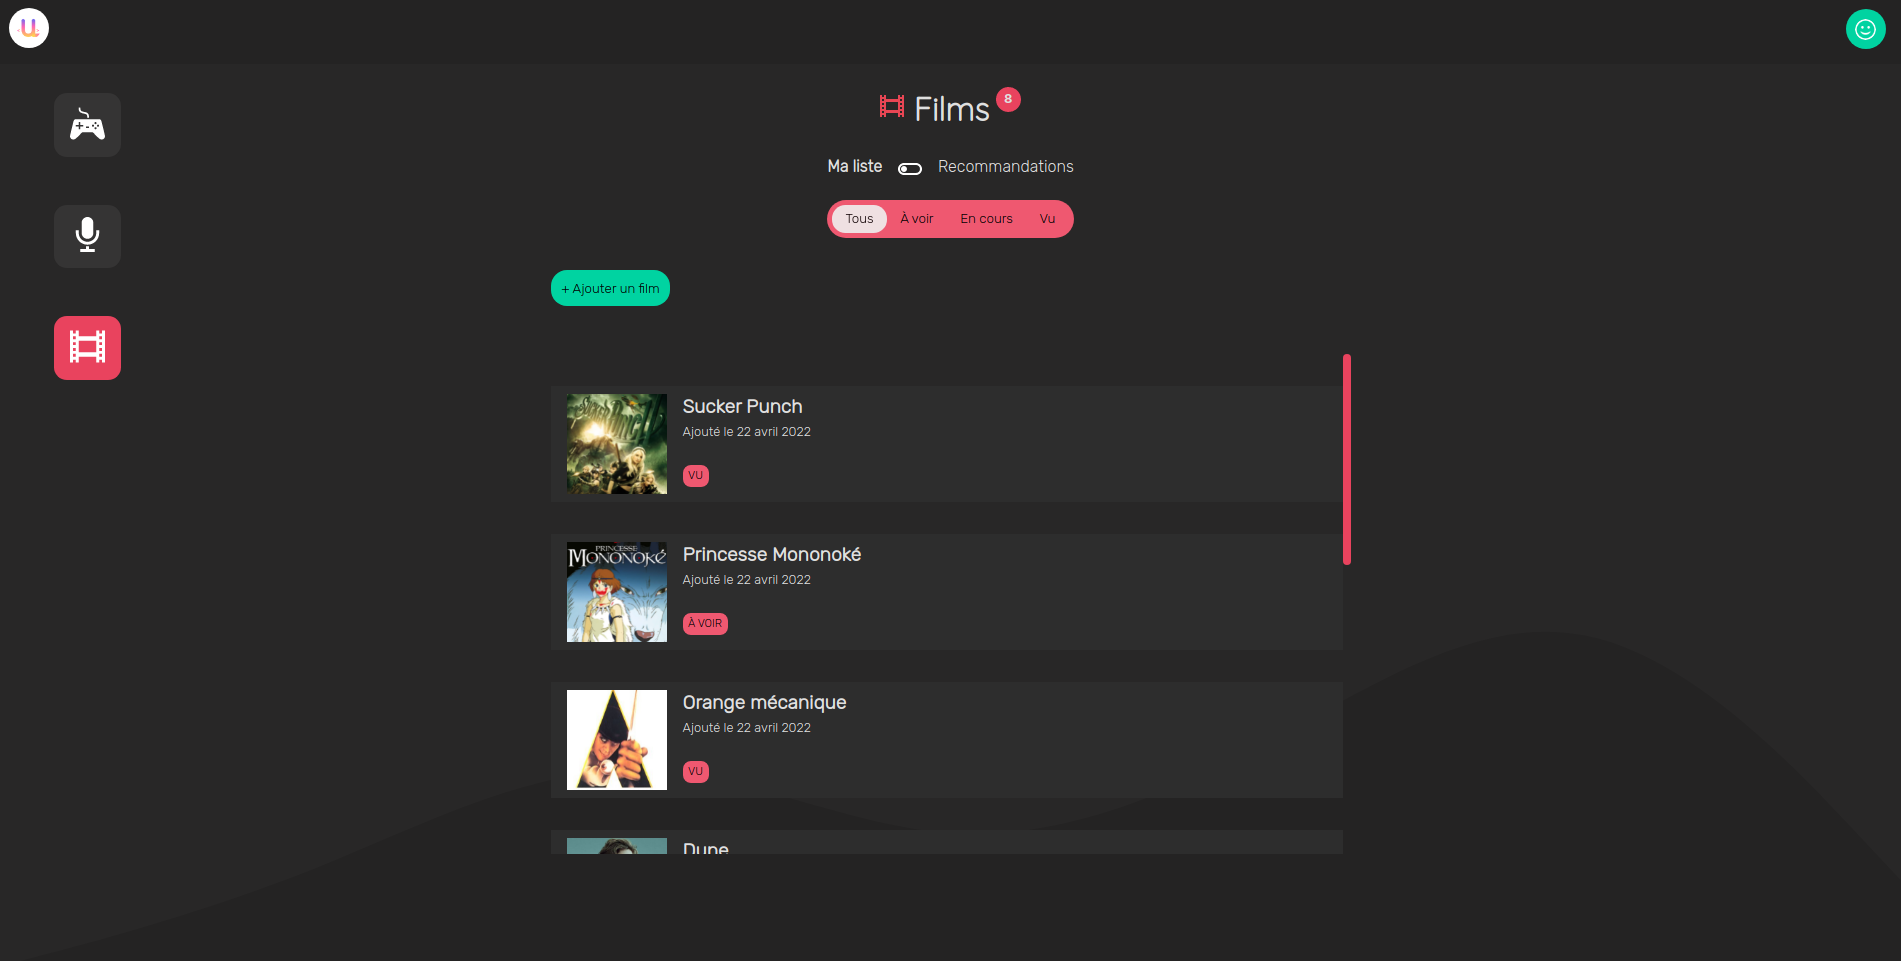 U
Films 8
Ma liste Recommandations
Tous À voir En cours Vu
+ Ajouter un film
Sucker Punch
Ajouté le 22 avril 2022
VU
PRINCESSE
MONONOKÉ
Princesse Mononoké
Ajouté le 22 avril 2022
À VOIR
Orange mécanique
Ajouté le 22 avril 2022
VU
Dune